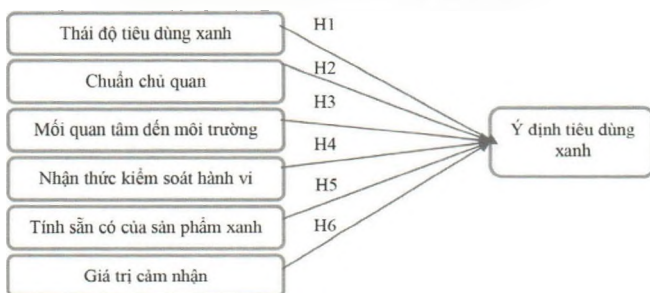 Thái độ tiêu dùng xanh
H1
Chuẩn chủ quan
H2
H3
Mối quan tâm đến môi trường
Ý định tiêu dùng
xanh
H4
Nhận thức kiểm soát hành vi
H5
Tính sẵn có của sản phẩm xanh
H6
Giá trị cảm nhận